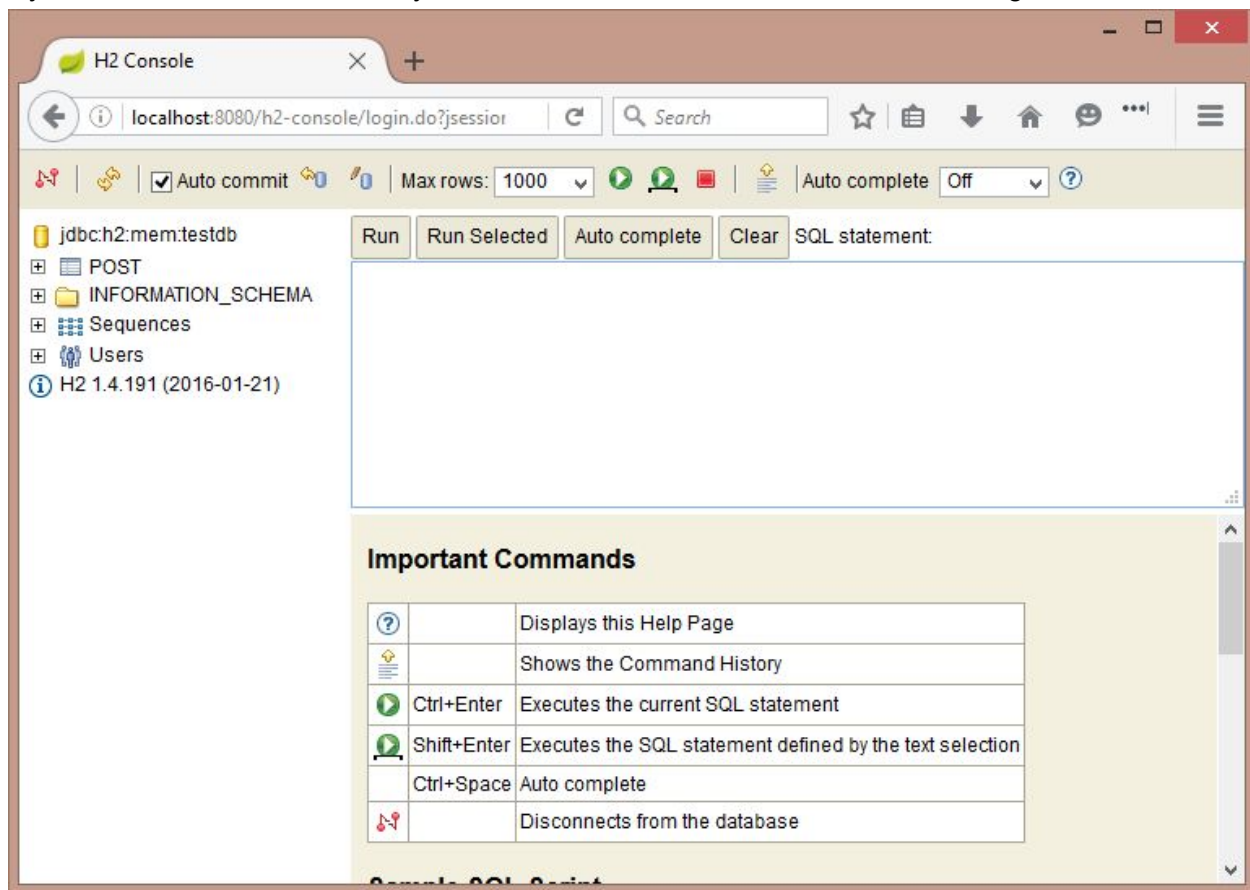 H2 Console
localhost:8080/h2-console/login.do?jsession
Search
Auto commit Max rows: 1000 Auto complete Off
jdbc:h2:mem:testdb
POST
INFORMATION_SCHEMA
Sequences
Users
H2 1.4.191 (2016-01-21)
Run Run Selected Auto complete Clear SQL statement:
Important Commands
Displays this Help Page
Shows the Command History
Ctrl+Enter Executes the current SQL statement
Shift+Enter Executes the SQL statement defined by the text selection
Ctrl+Space Auto complete
Disconnects from the database
Sample SQL Script